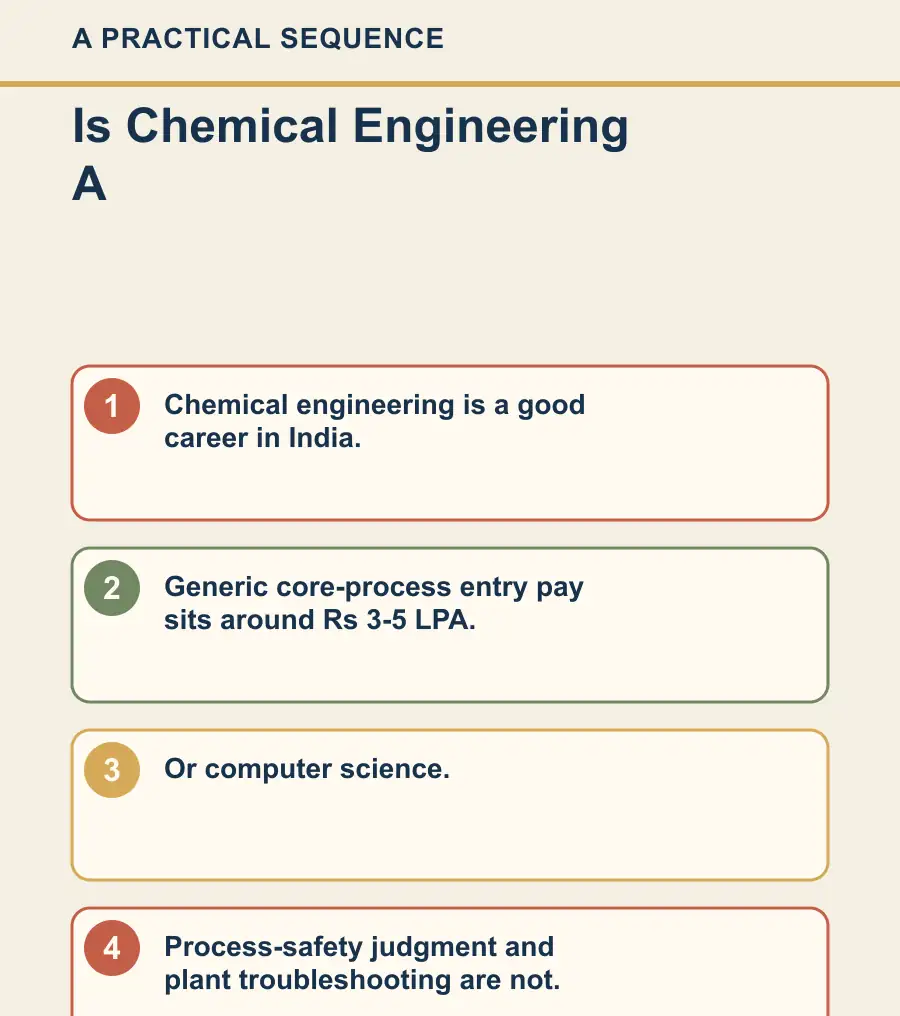 A PRACTICAL SEQUENCE
Is Chemical Engineering
A
1
Chemical engineering is a good
career in India.
2
Generic core-process entry pay
sits around Rs 3-5 LPA.
3
Or computer science.
4
Process-safety judgment and
plant troubleshooting are not.